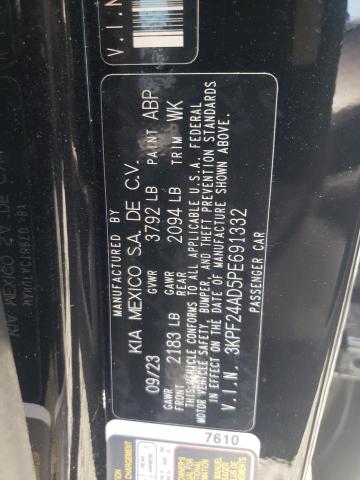 MANUFACTURED BY
KIA MEXICO S.A. DE C.V.
09/23 GVWR 3792 LB PAINT ABP
GAWR FRONT 2183 LB GAWR REAR 2094 LB TRIM WK
THIS VEHICLE CONFORMS TO ALL APPLICABLE U.S.A. FEDERAL
MOTOR VEHICLE SAFETY, BUMPER, AND THEFT PREVENTION STANDARDS
IN EFFECT ON THE DATE OF MANUFACTURE SHOWN ABOVE.
V.I.N. 3KPF24AD5PE691332
PASSENGER CAR
V.I.N
7610